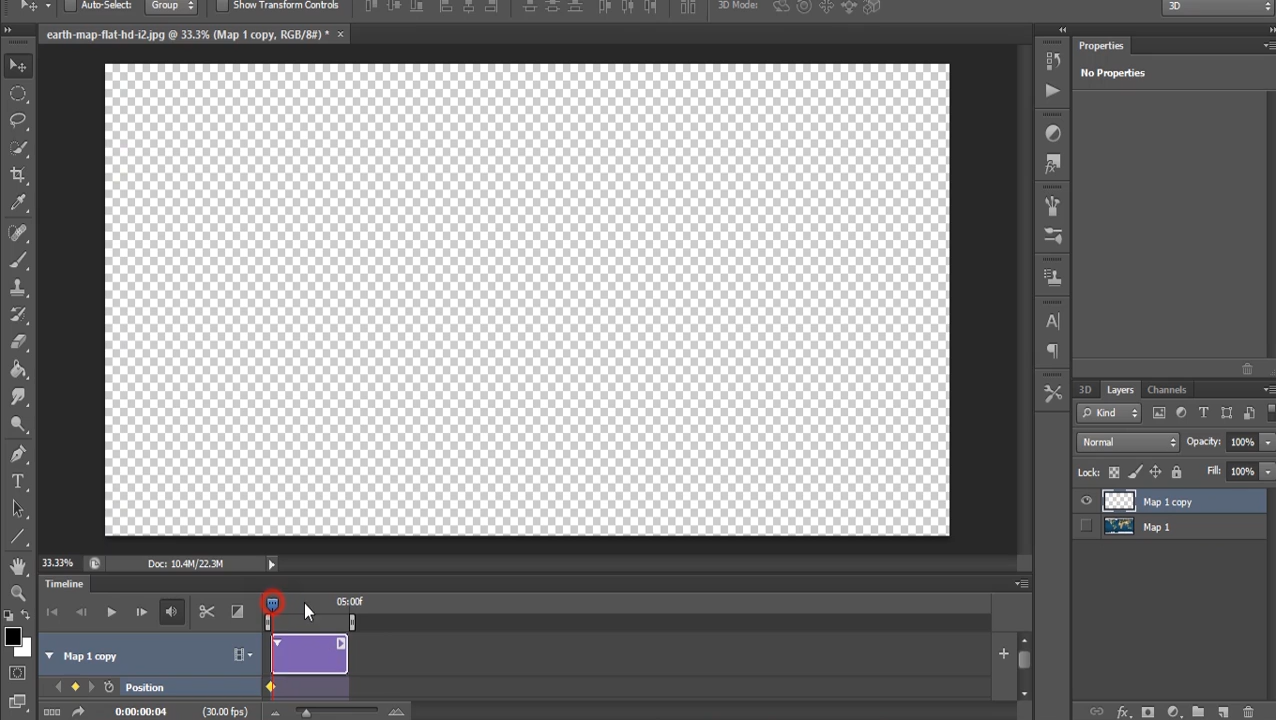 Auto-Select: Group Show Transform Controls 3D Mode: 3D
earth-map-flat-hd-i2.jpg @ 33.3% (Map 1 copy, RGB/8#) * ×
Properties
No Properties
3D Layers Channels
Kind
Normal Opacity: 100%
Lock: Fill: 100%
Map 1 copy
Map 1
33.33% Doc: 10.4M/22.3M
Timeline
05:00f
Map 1 copy
Position
0:00:00:04 (30.00 fps)